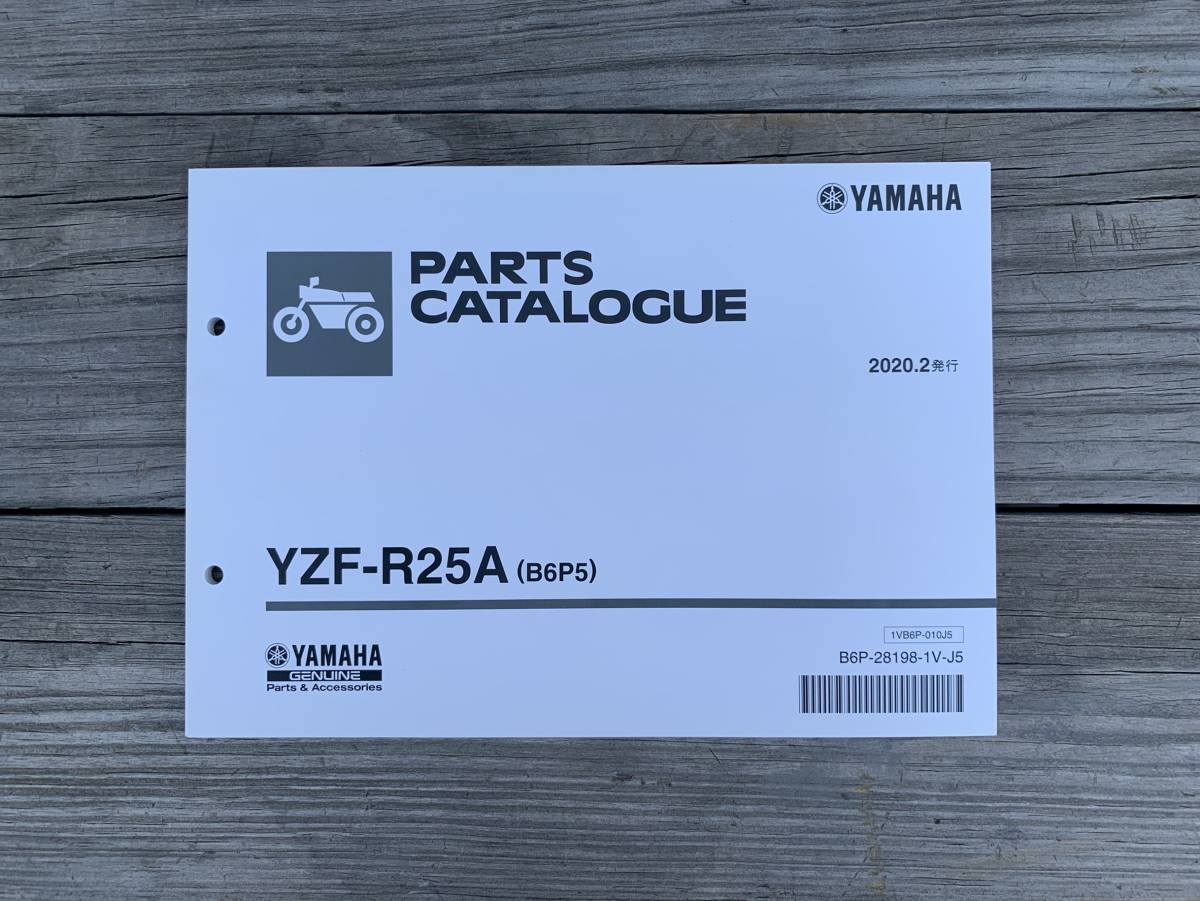 YAMAHA
PARTS
CATALOGUE
2020.2発行
YZF-R25A (B6P5)
1VB6P-010J5
B6P-28198-1V-J5
YAMAHA
GENUINE
Parts & Accessories